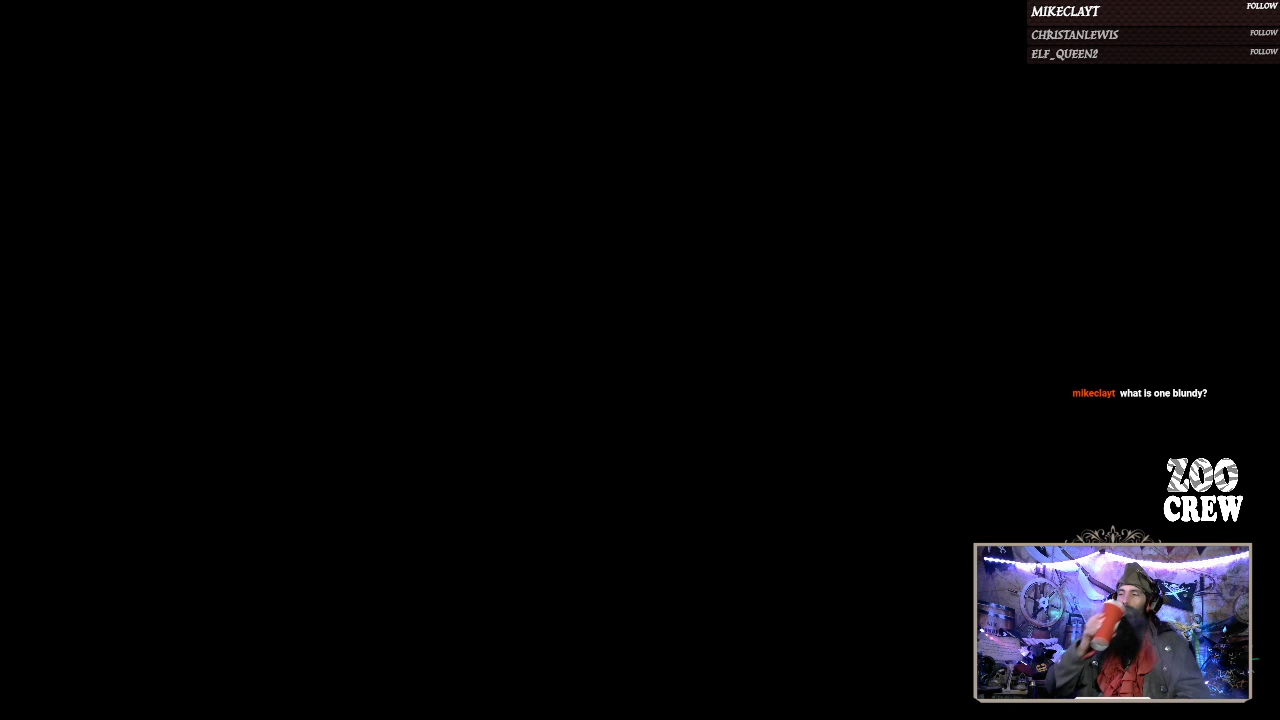 MIKECLAYT FOLLOW
CHRISTANLEWIS FOLLOW
ELF_QUEEN2 FOLLOW
mikeclayt what is one blundy?
ZOO
CREW